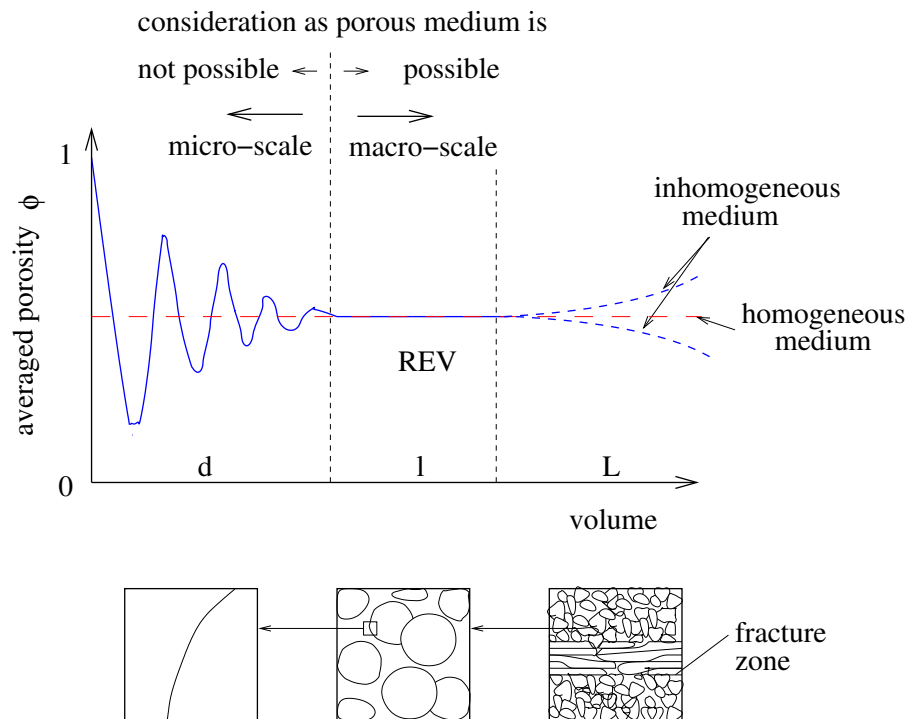 consideration as porous medium is
not possible
possible
micro−scale
macro−scale
1
averaged porosity ϕ
inhomogeneous
medium
homogeneous
medium
REV
d
l
L
0
volume
fracture
zone